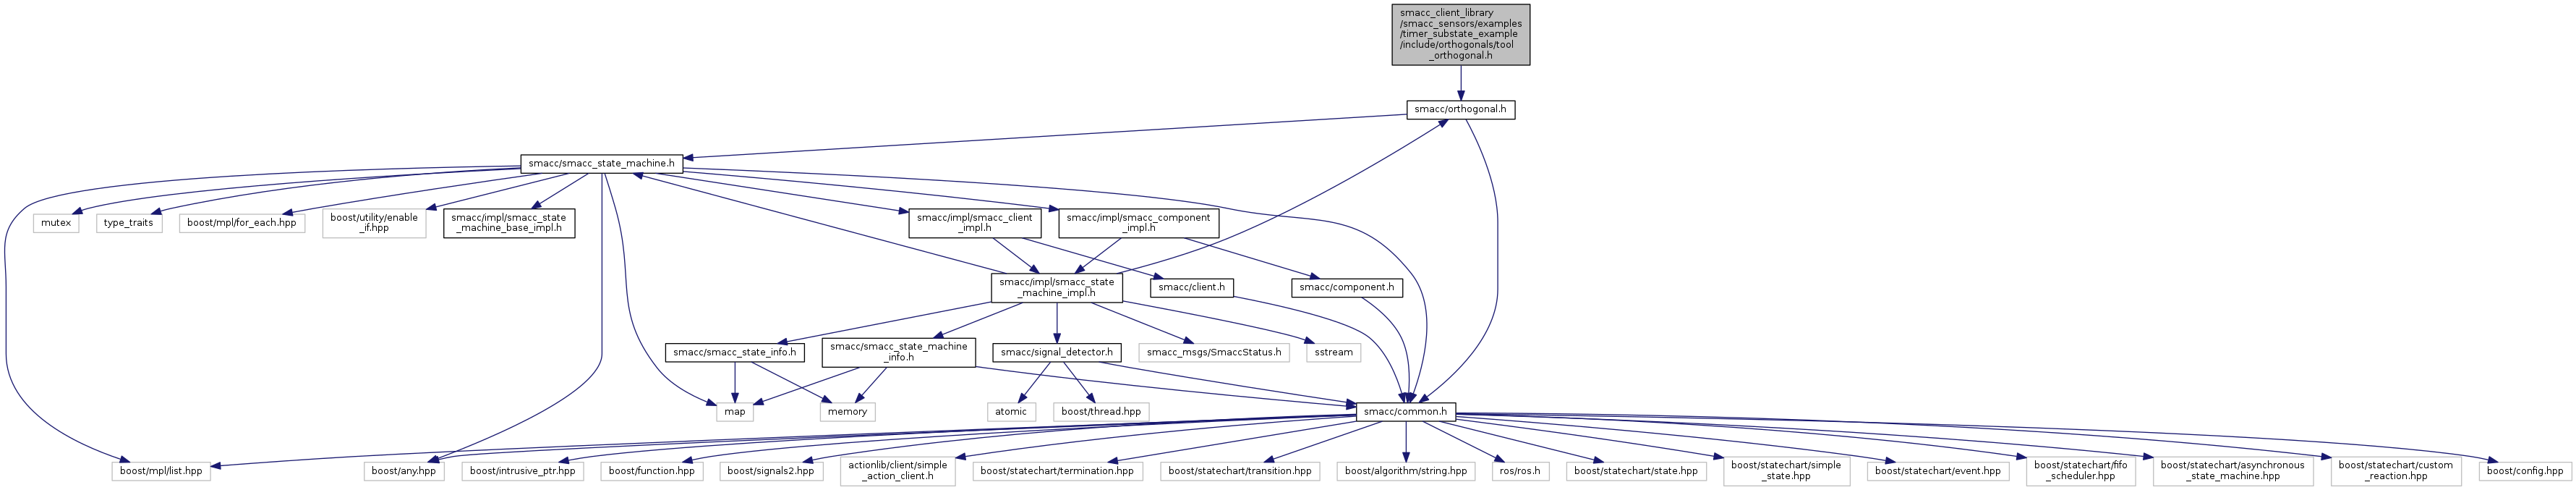 smacc_client_library
/smacc_sensors/examples
/timer_substate_example
/include/orthogonals/tool
_orthogonal.h
smacc/orthogonal.h
smacc/smacc_state_machine.h
mutex
type_traits
boost/mpl/for_each.hpp
boost/utility/enable
_if.hpp
smacc/impl/smacc_state
_machine_base_impl.h
smacc/impl/smacc_client
_impl.h
smacc/impl/smacc_component
_impl.h
smacc/impl/smacc_state
_machine_impl.h
smacc/client.h
smacc/component.h
smacc/smacc_state_info.h
smacc/smacc_state_machine
_info.h
smacc/signal_detector.h
smacc_msgs/SmaccStatus.h
sstream
map
memory
atomic
boost/thread.hpp
smacc/common.h
boost/mpl/list.hpp
boost/any.hpp
boost/intrusive_ptr.hpp
boost/function.hpp
boost/signals2.hpp
actionlib/client/simple
_action_client.h
boost/statechart/termination.hpp
boost/statechart/transition.hpp
boost/algorithm/string.hpp
ros/ros.h
boost/statechart/state.hpp
boost/statechart/simple
_state.hpp
boost/statechart/event.hpp
boost/statechart/fifo
_scheduler.hpp
boost/statechart/asynchronous
_state_machine.hpp
boost/statechart/custom
_reaction.hpp
boost/config.hpp